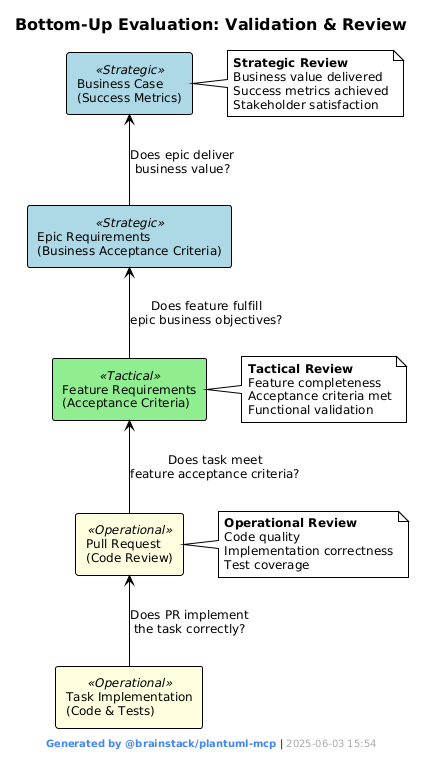 Bottom-Up Evaluation: Validation & Review
«Strategic»
Business Case
(Success Metrics)
Strategic Review
Business value delivered
Success metrics achieved
Stakeholder satisfaction
Does epic deliver
business value?
«Strategic»
Epic Requirements
(Business Acceptance Criteria)
Does feature fulfill
epic business objectives?
«Tactical»
Feature Requirements
(Acceptance Criteria)
Tactical Review
Feature completeness
Acceptance criteria met
Functional validation
Does task meet
feature acceptance criteria?
«Operational»
Pull Request
(Code Review)
Operational Review
Code quality
Implementation correctness
Test coverage
Does PR implement
the task correctly?
«Operational»
Task Implementation
(Code & Tests)
Generated by @brainstack/plantuml-mcp | 2025-06-03 15:54